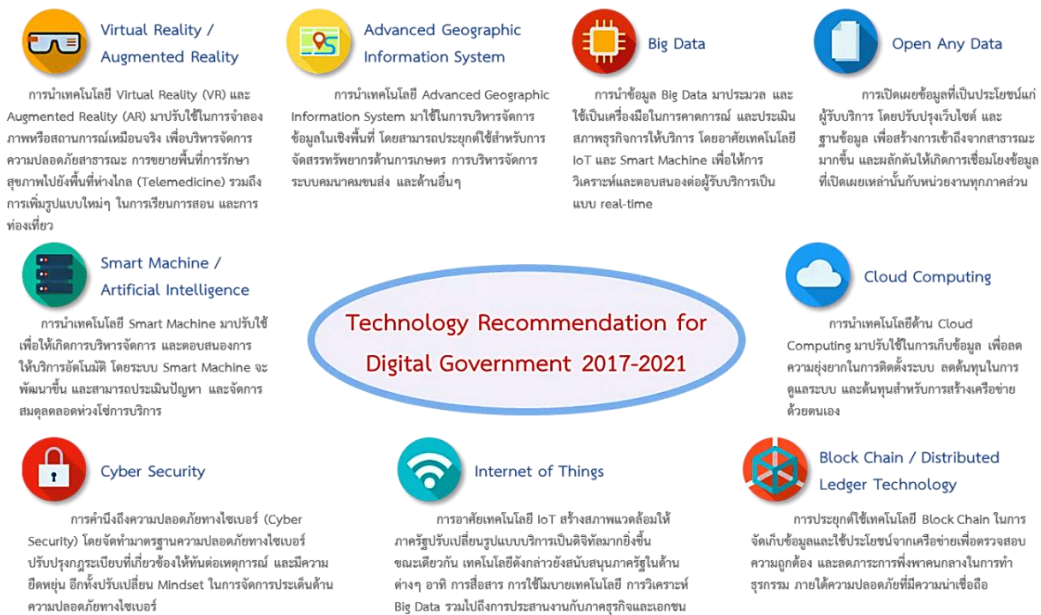 Virtual Reality /
Augmented Reality
การนำเทคโนโลยี Virtual Reality (VR) และ
Augmented Reality (AR) มาปรับใช้ในการจำลอง
ภาพหรือสถานการณ์เหมือนจริง เพื่อบริหารจัดการ
ความปลอดภัยสาธารณะ การขยายพื้นที่การรักษา
สุขภาพไปยังพื้นที่ห่างไกล (Telemedicine) รวมถึง
การเพิ่มรูปแบบใหม่ๆ ในการเรียนการสอน และการ
ท่องเที่ยว
Advanced Geographic
Information System
การนำเทคโนโลยี Advanced Geographic
Information System มาใช้ในการบริหารจัดการ
ข้อมูลในเชิงพื้นที่ โดยสามารถประยุกต์ใช้สำหรับการ
จัดสรรทรัพยากรด้านการเกษตร การบริหารจัดการ
ระบบคมนาคมขนส่ง และด้านอื่นๆ
Big Data
การนำข้อมูล Big Data มาประมวล และ
ใช้เป็นเครื่องมือในการคาดการณ์ และประเมิน
สภาพธุรกิจการให้บริการ โดยอาศัยเทคโนโลยี
IoT และ Smart Machine เพื่อให้การ
วิเคราะห์และตอบสนองต่อผู้รับบริการเป็น
แบบ real-time
Open Any Data
การเปิดเผยข้อมูลที่เป็นประโยชน์แก่
ผู้รับบริการ โดยปรับปรุงเว็บไซต์ และ
ฐานข้อมูล เพื่อสร้างการเข้าถึงจากสาธารณะ
มากขึ้น และผลักดันให้เกิดการเชื่อมโยงข้อมูล
ที่เปิดเผยเหล่านั้นกับหน่วยงานทุกภาคส่วน
Smart Machine /
Artificial Intelligence
การนำเทคโนโลยี Smart Machine มาปรับใช้
เพื่อให้เกิดการบริหารจัดการ และตอบสนองการ
ให้บริการอัตโนมัติ โดยระบบ Smart Machine จะ
พัฒนาขึ้น และสามารถประเมินปัญหา และจัดการ
สมดุลตลอดห่วงโซ่การบริการ
Technology Recommendation for
Digital Government 2017-2021
Cloud Computing
การนำเทคโนโลยีด้าน Cloud
Computing มาปรับใช้ในการเก็บข้อมูล เพื่อลด
ความยุ่งยากในการติดตั้งระบบ ลดต้นทุนในการ
ดูแลระบบ และต้นทุนสำหรับการสร้างเครือข่าย
ด้วยตนเอง
Cyber Security
การคำนึงถึงความปลอดภัยทางไซเบอร์ (Cyber
Security) โดยจัดทำมาตรฐานความปลอดภัยทางไซเบอร์
ปรับปรุงกฎระเบียบที่เกี่ยวข้องให้ทันต่อเหตุการณ์ และมีความ
ยืดหยุ่น อีกทั้งปรับเปลี่ยน Mindset ในการจัดการประเด็นด้าน
ความปลอดภัยทางไซเบอร์
Internet of Things
การอาศัยเทคโนโลยี IoT สร้างสภาพแวดล้อมให้
ภาครัฐปรับเปลี่ยนรูปแบบบริการเป็นดิจิทัลมากยิ่งขึ้น
ขณะเดียวกัน เทคโนโลยีดังกล่าวยังสนับสนุนภาครัฐในด้าน
ต่างๆ อาทิ การสื่อสาร การใช้โมบายเทคโนโลยี การวิเคราะห์
Big Data รวมไปถึงการประสานงานกับภาคธุรกิจและเอกชน
Block Chain / Distributed
Ledger Technology
การประยุกต์ใช้เทคโนโลยี Block Chain ในการ
จัดเก็บข้อมูลและใช้ประโยชน์จากเครือข่ายเพื่อตรวจสอบ
ความถูกต้อง และลดภาระการพึ่งพาคนกลางในการทำ
ธุรกรรม ภายใต้ความปลอดภัยที่มีความน่าเชื่อถือ